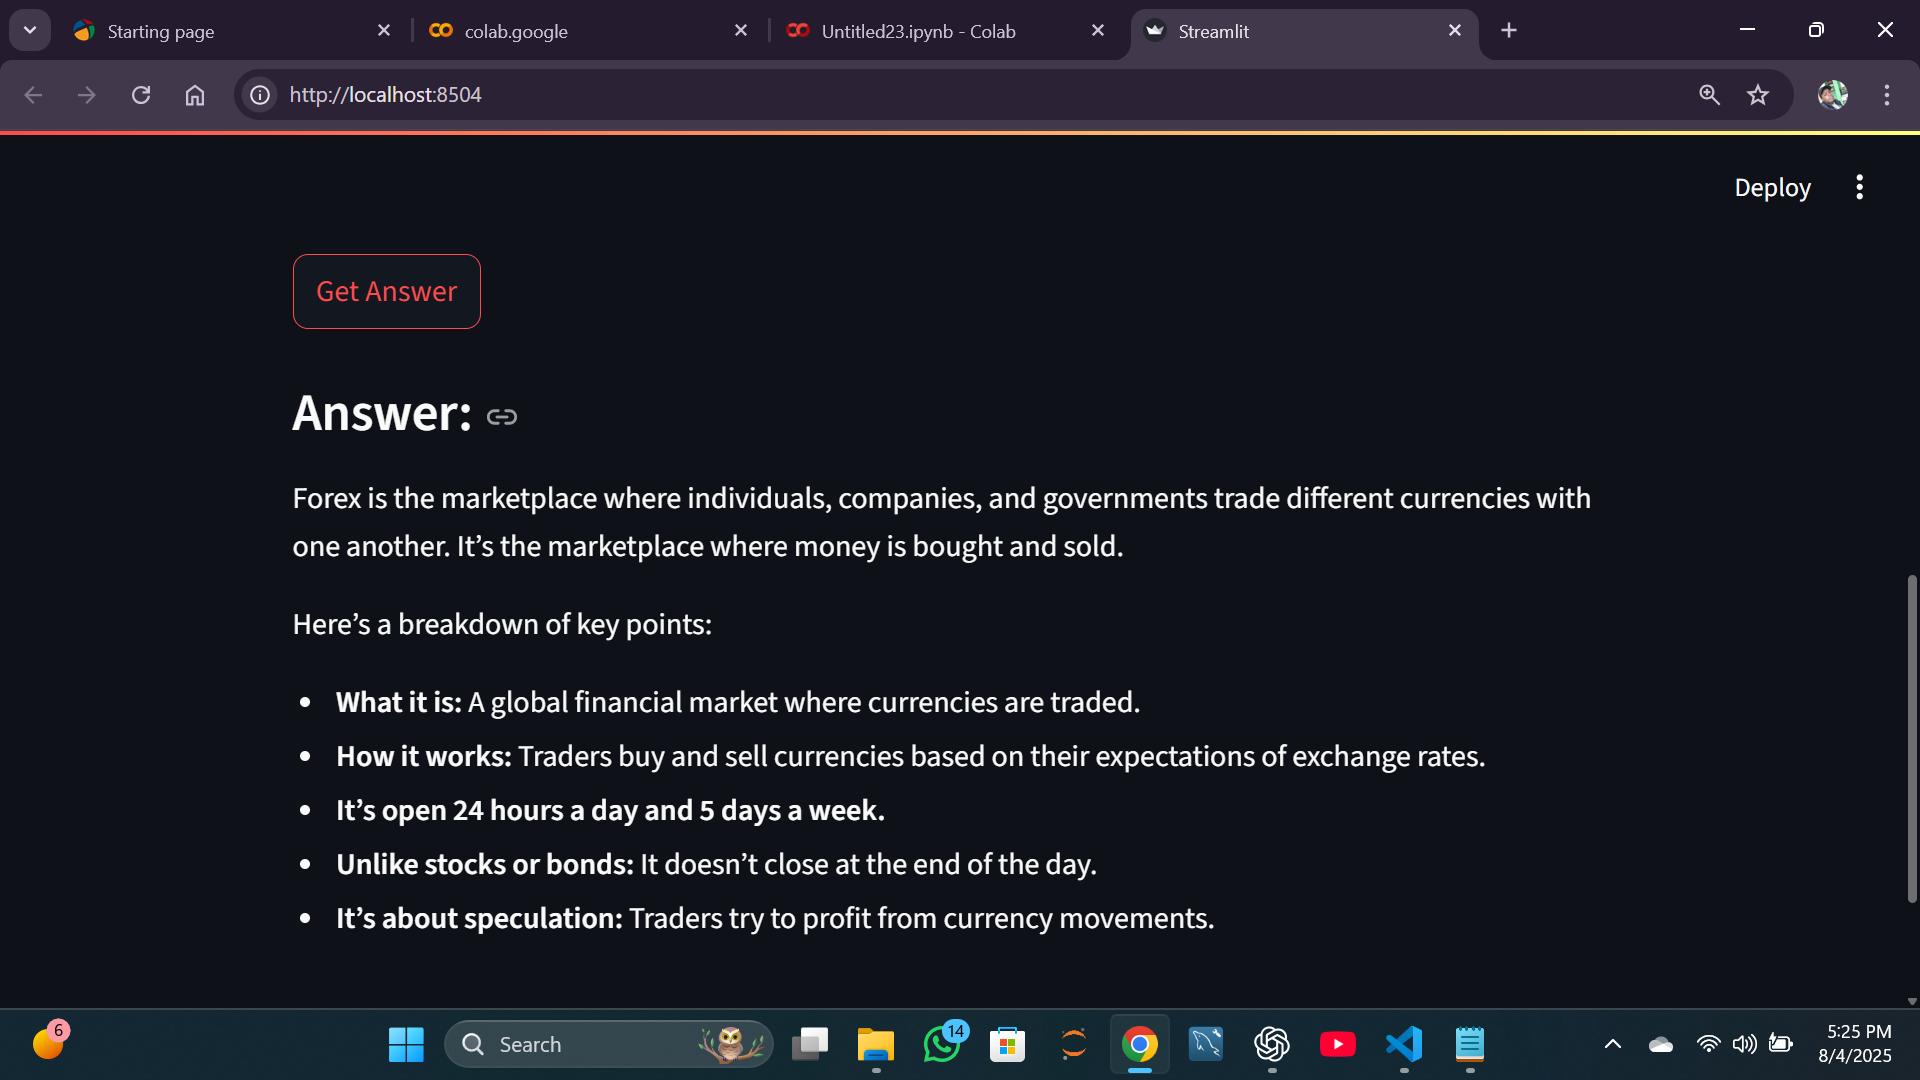 Starting page
colab.google
Untitled23.ipynb - Colab
Streamlit
http://localhost:8504
Deploy
Get Answer
Answer:
Forex is the marketplace where individuals, companies, and governments trade different currencies with
one another. It’s the marketplace where money is bought and sold.
Here’s a breakdown of key points:
• What it is: A global financial market where currencies are traded.
• How it works: Traders buy and sell currencies based on their expectations of exchange rates.
• It’s open 24 hours a day and 5 days a week.
• Unlike stocks or bonds: It doesn’t close at the end of the day.
• It’s about speculation: Traders try to profit from currency movements.
6
Search
14
5:25 PM
8/4/2025